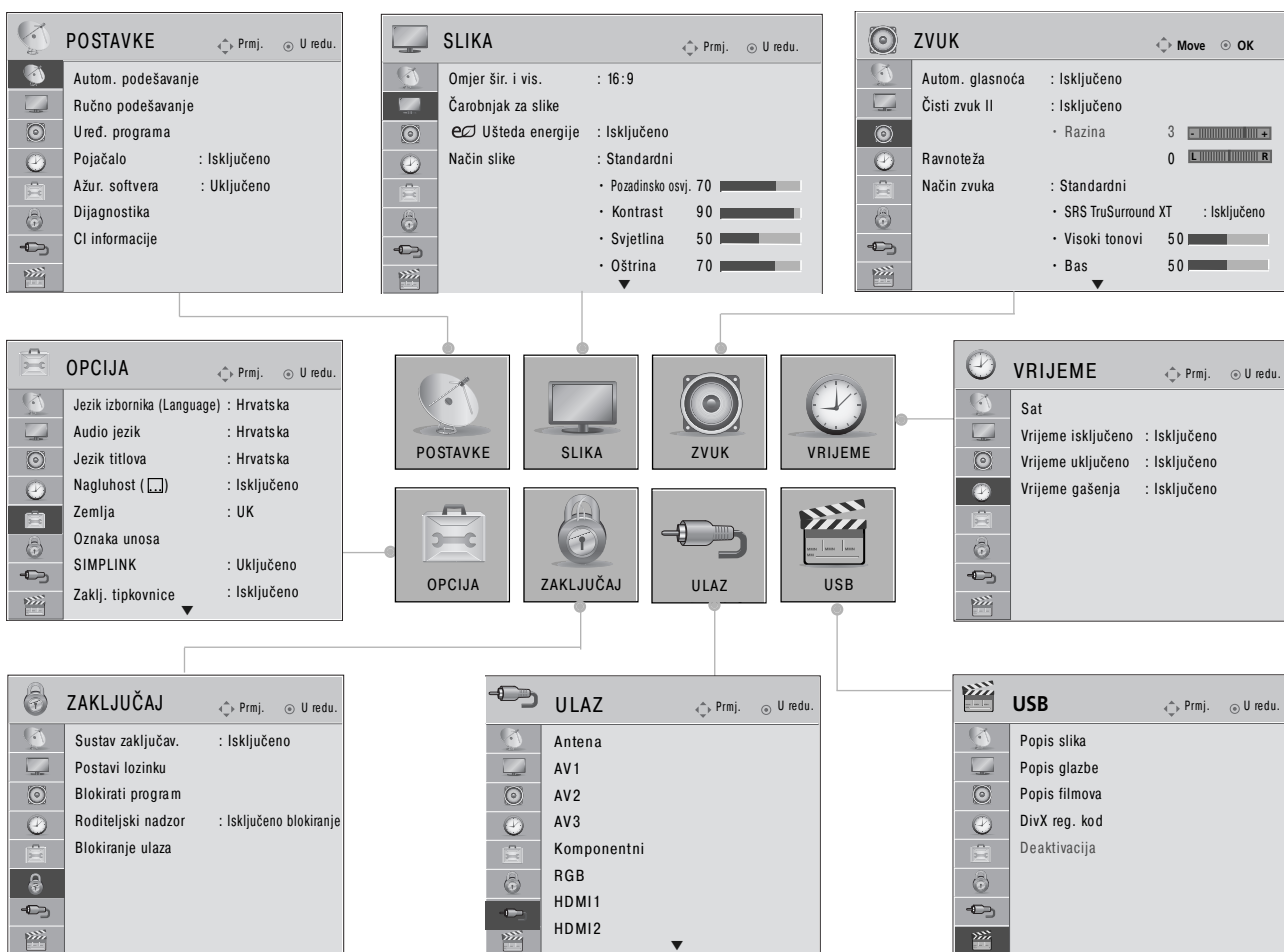 POSTAVKE Prmj. U redu.
Autom. podešavanje
Ručno podešavanje
Uređ. programa
Pojačalo : Isključeno
Ažur. softvera : Uključeno
Dijagnostika
CI informacije
SLIKA Prmj. U redu.
Omjer šir. i vis. : 16:9
Čarobnjak za slike
Ušteda energije : Isključeno
Način slike : Standardni
• Pozadinsko osvj. 70
• Kontrast 90
• Svjetlina 50
• Oštrina 70
ZVUK Move OK
Autom. glasnoća : Isključeno
Čisti zvuk II : Isključeno
• Razina 3 - +
Ravnoteža 0 L R
Način zvuka : Standardni
• SRS TruSurround XT : Isključeno
• Visoki tonovi 50
• Bas 50
OPCIJA Prmj. U redu.
Jezik izbornika (Language) : Hrvatska
Audio jezik : Hrvatska
Jezik titlova : Hrvatska
Nagluhost ( ) : Isključeno
Zemlja : UK
Oznaka unosa
SIMPLINK : Uključeno
Zaklj. tipkovnice : Isključeno
POSTAVKE
SLIKA
ZVUK
VRIJEME
OPCIJA
ZAKLJUČAJ
ULAZ
USB
VRIJEME Prmj. U redu.
Sat
Vrijeme isključeno : Isključeno
Vrijeme uključeno : Isključeno
Vrijeme gašenja : Isključeno
ZAKLJUČAJ Prmj. U redu.
Sustav zaključav. : Isključeno
Postavi lozinku
Blokirati program
Roditeljski nadzor : Isključeno blokiranje
Blokiranje ulaza
ULAZ Prmj. U redu.
Antena
AV1
AV2
AV3
Komponentni
RGB
HDMI1
HDMI2
USB Prmj. U redu.
Popis slika
Popis glazbe
Popis filmova
DivX reg. kod
Deaktivacija